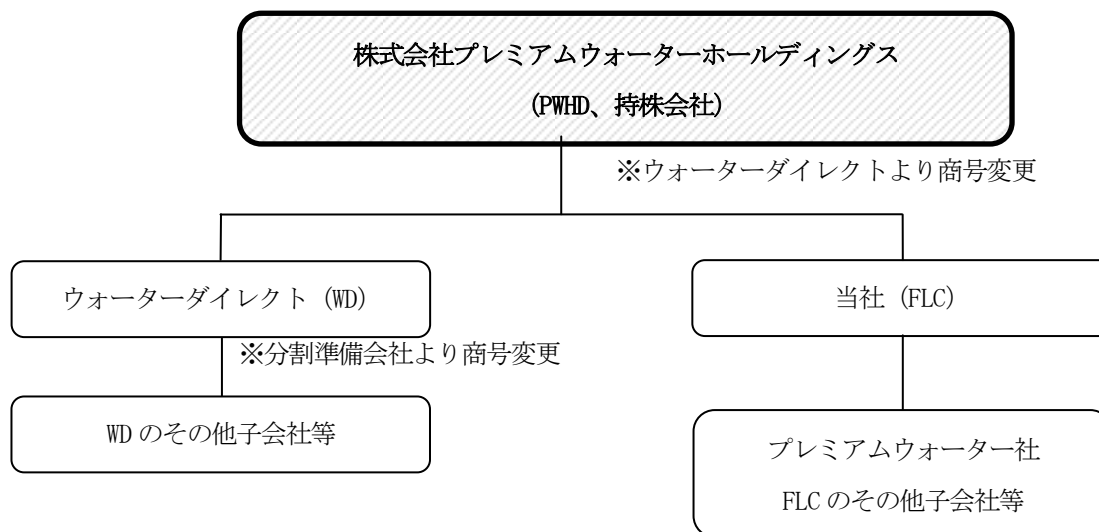 株式会社プレミアムウォーターホールディングス
(PWHD、持株会社)
※ウォーターダイレクトより商号変更
ウォーターダイレクト (WD)
当社 (FLC)
※分割準備会社より商号変更
WD のその他子会社等
プレミアムウォーター社
FLC のその他子会社等